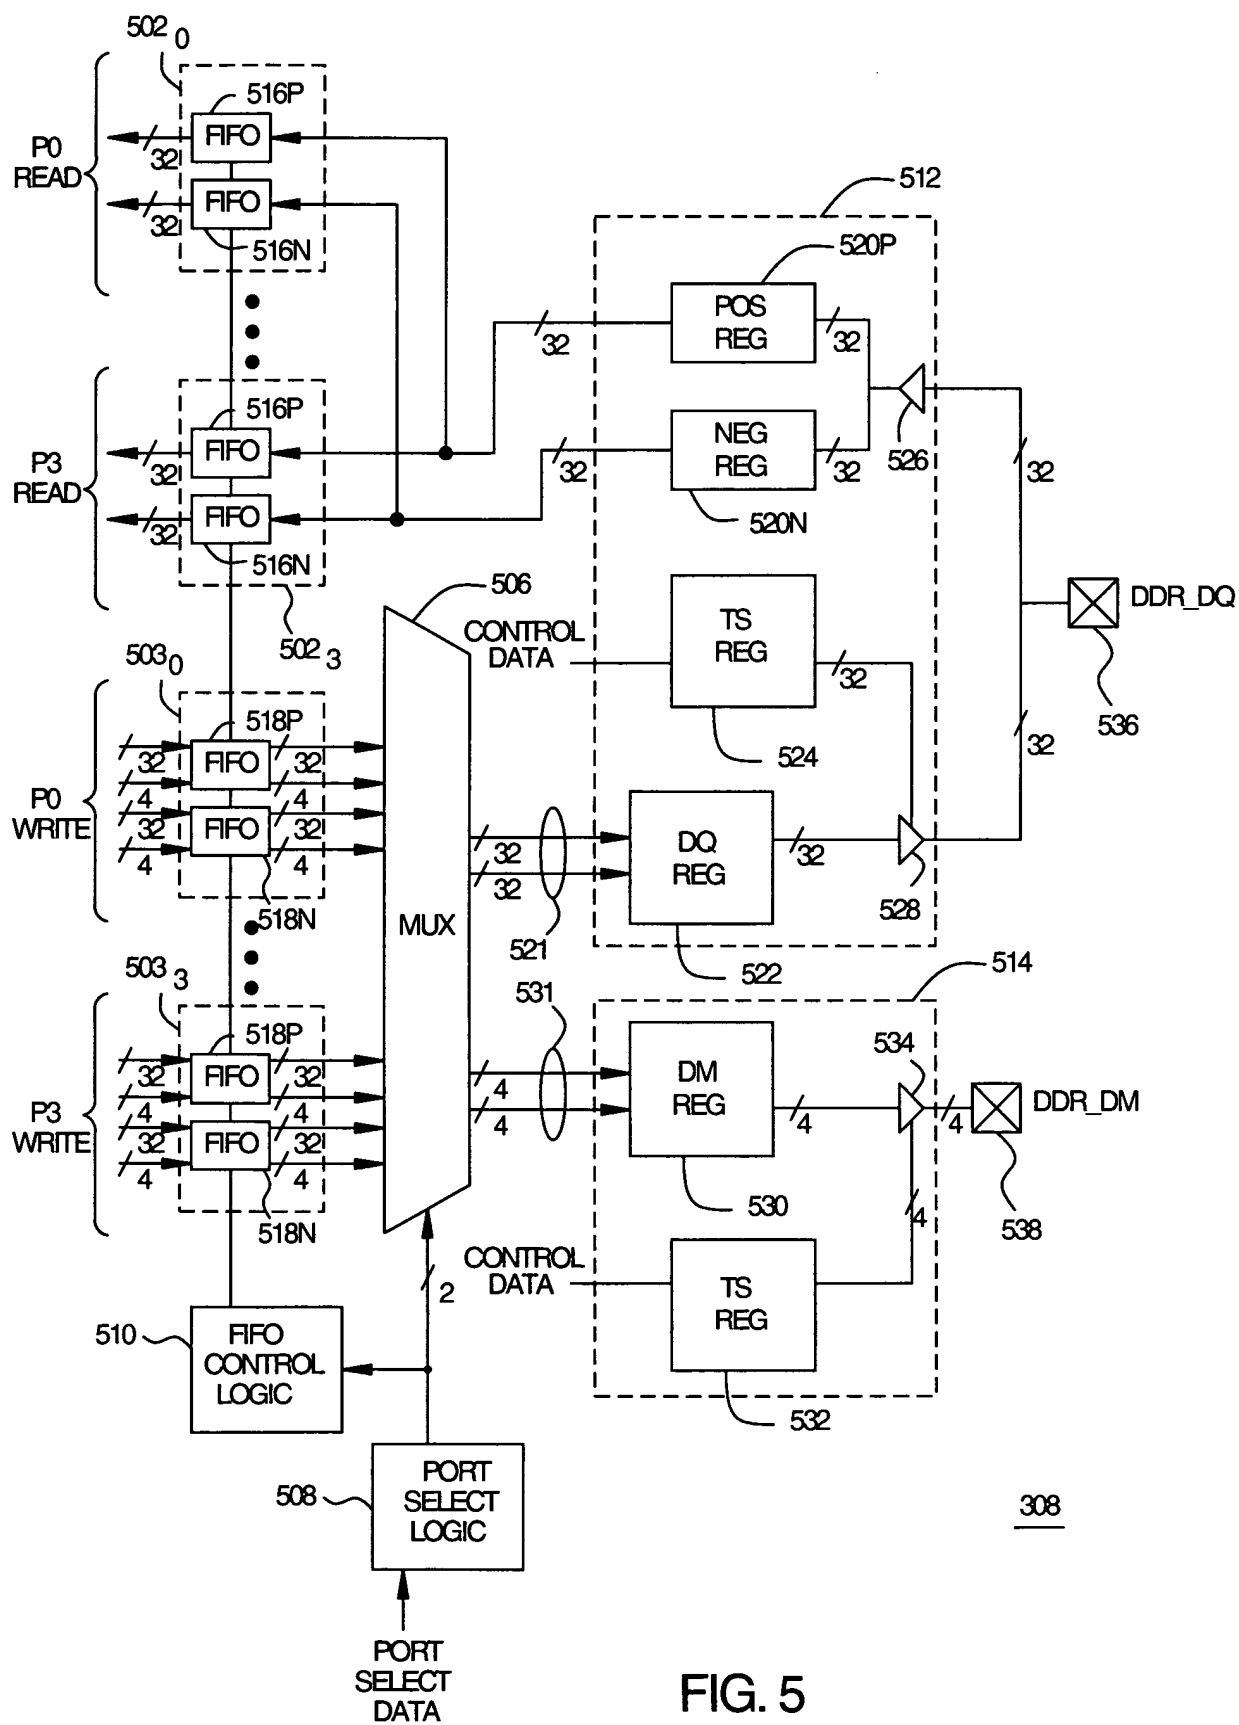 502 0
516P
FIFO
32
P0
READ
FIFO
32
516N
512
520P
POS
REG
32
32
516P
FIFO
32
P3
READ
FIFO
32
516N
NEG
REG
32
32
526
32
520N
502 3
506
CONTROL
DATA
TS
REG
32
524
DDR_DQ
536
32
503 0
518P
FIFO
32
32
4
4
P0
WRITE
FIFO
32
32
4
4
518N
MUX
32
32
521
DQ
REG
32
528
522
514
503 3
518P
FIFO
32
32
4
4
P3
WRITE
FIFO
32
32
4
4
518N
531
4
4
DM
REG
4
534
4
DDR_DM
538
530
4
CONTROL
DATA
TS
REG
532
2
510
FIFO
CONTROL
LOGIC
508
PORT
SELECT
LOGIC
308
PORT
SELECT
DATA
FIG. 5